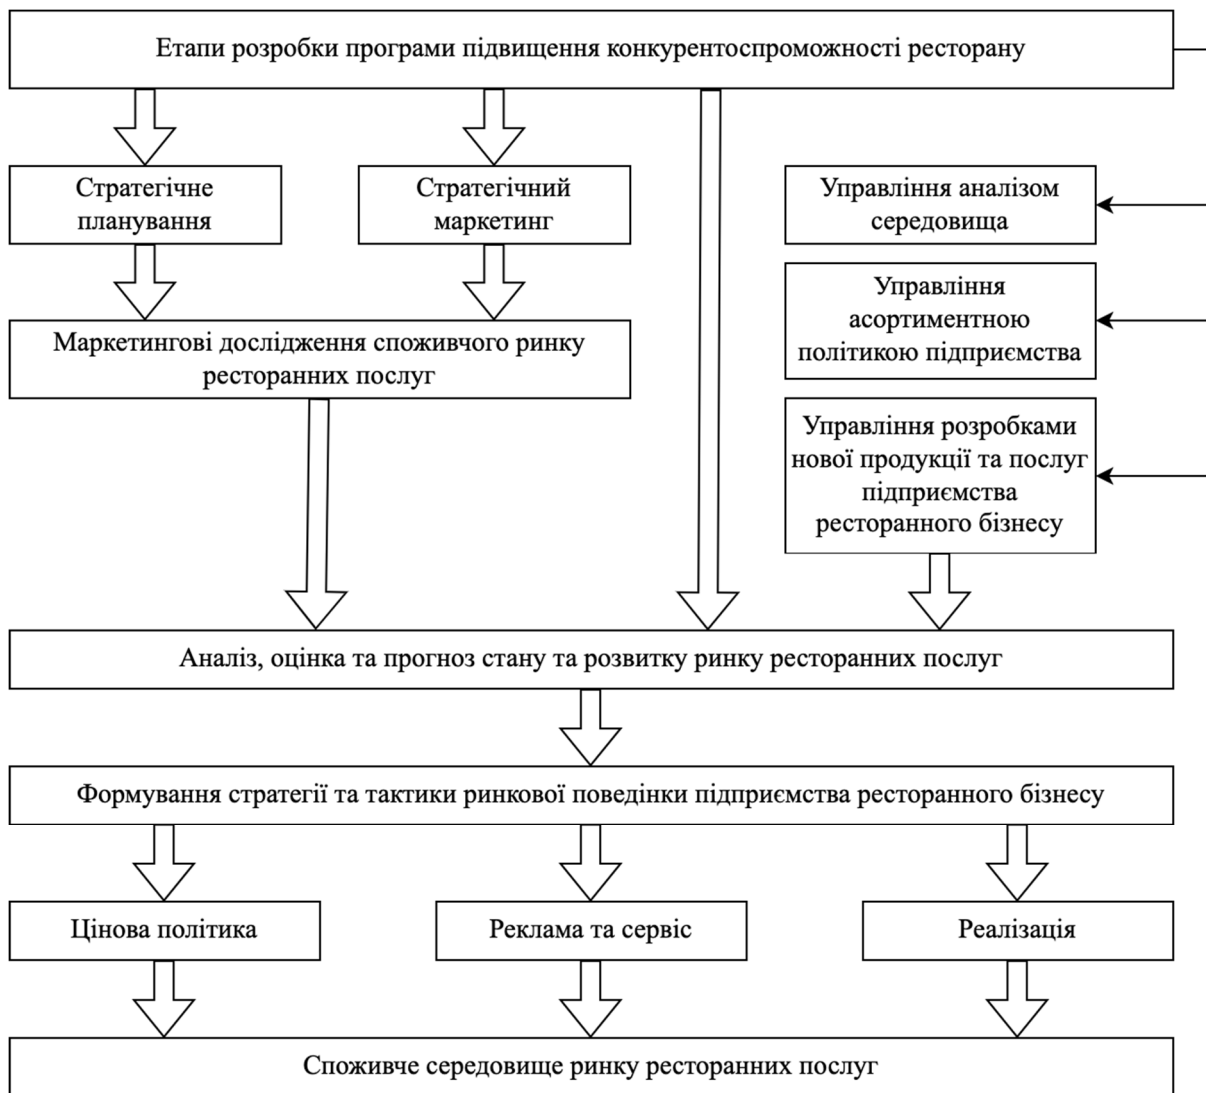 Етапи розробки програми підвищення конкурентоспроможності ресторану
Стратегічне
планування
Стратегічний
маркетинг
Управління аналізом
середовища
Управління
асортиментною
політикою підприємства
Маркетингові дослідження споживчого ринку
ресторанних послуг
Управління розробками
нової продукції та послуг
підприємства
ресторанного бізнесу
Аналіз, оцінка та прогноз стану та розвитку ринку ресторанних послуг
Формування стратегії та тактики ринкової поведінки підприємства ресторанного бізнесу
Цінова політика
Реклама та сервіс
Реалізація
Споживче середовище ринку ресторанних послуг